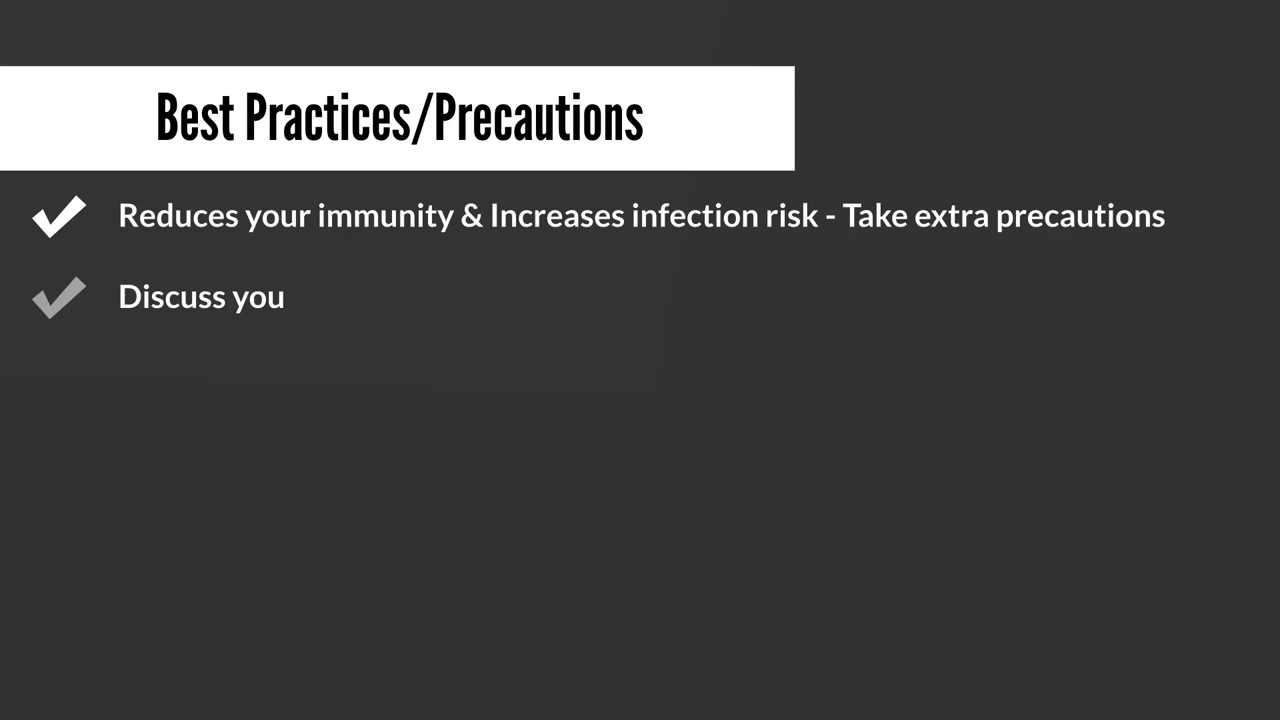 Best Practices/Precautions
Reduces your immunity & Increases infection risk - Take extra precautions
Discuss you